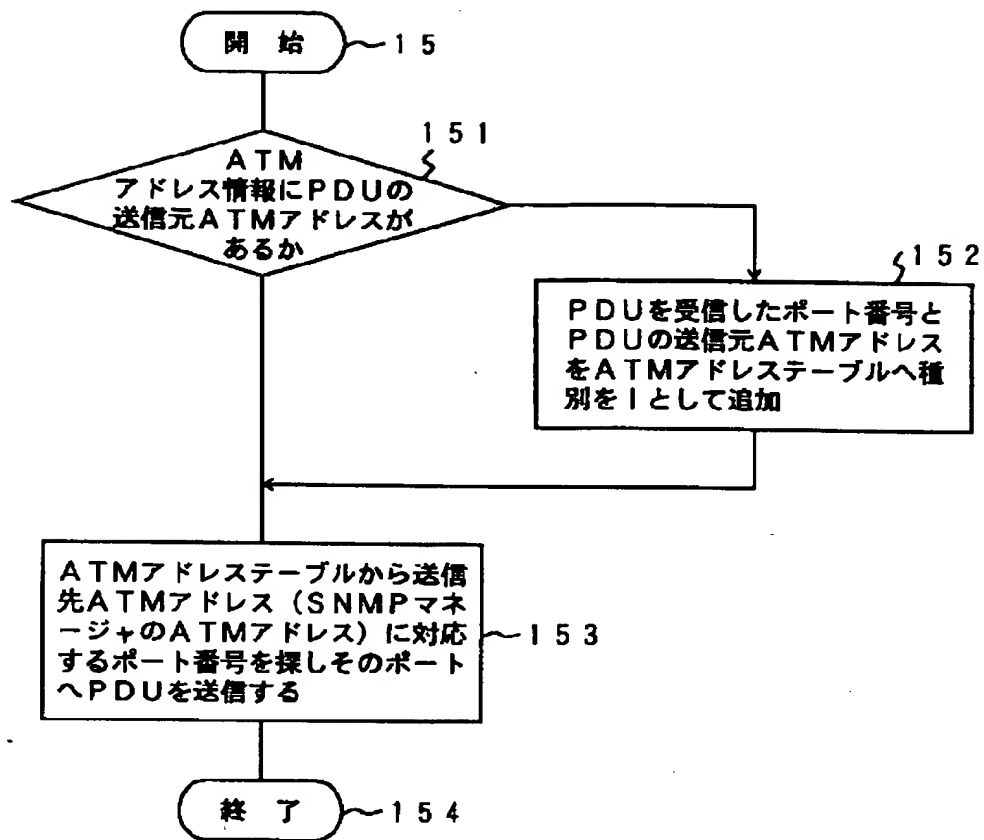 開 始
15
151
ATM
アドレス情報にPDUの
送信元ATMアドレスが
あるか
152
PDUを受信したポート番号と
PDUの送信元ATMアドレス
をATMアドレステーブルへ種
別をIとして追加
ATMアドレステーブルから送信
先ATMアドレス(SNMPマネ
ージャのATMアドレス)に対応
するポート番号を探しそのポート
へPDUを送信する
153
終 了
154